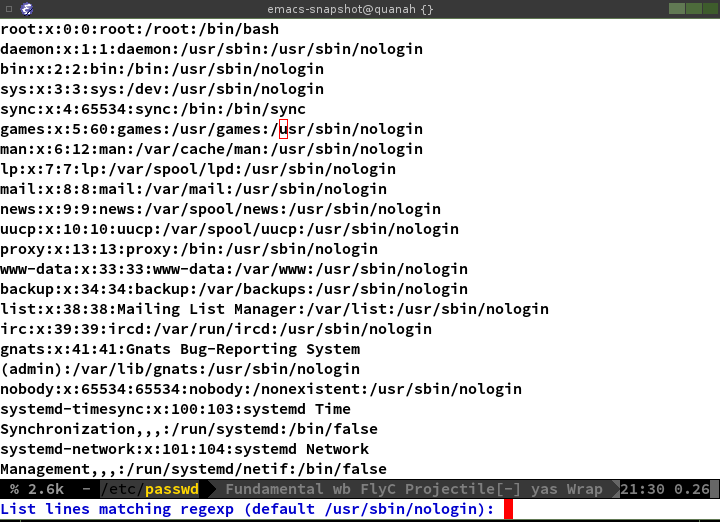 emacs-snapshot@quanah {}
root:x:0:0:root:/root:/bin/bash
daemon:x:1:1:daemon:/usr/sbin:/usr/sbin/nologin
bin:x:2:2:bin:/bin:/usr/sbin/nologin
sys:x:3:3:sys:/dev:/usr/sbin/nologin
sync:x:4:65534:sync:/bin:/bin/sync
games:x:5:60:games:/usr/games:/usr/sbin/nologin
man:x:6:12:man:/var/cache/man:/usr/sbin/nologin
lp:x:7:7:lp:/var/spool/lpd:/usr/sbin/nologin
mail:x:8:8:mail:/var/mail:/usr/sbin/nologin
news:x:9:9:news:/var/spool/news:/usr/sbin/nologin
uucp:x:10:10:uucp:/var/spool/uucp:/usr/sbin/nologin
proxy:x:13:13:proxy:/bin:/usr/sbin/nologin
www-data:x:33:33:www-data:/var/www:/usr/sbin/nologin
backup:x:34:34:backup:/var/backups:/usr/sbin/nologin
list:x:38:38:Mailing List Manager:/var/list:/usr/sbin/nologin
irc:x:39:39:ircd:/var/run/ircd:/usr/sbin/nologin
gnats:x:41:41:Gnats Bug-Reporting System
(admin):/var/lib/gnats:/usr/sbin/nologin
nobody:x:65534:65534:nobody:/nonexistent:/usr/sbin/nologin
systemd-timesync:x:100:103:systemd Time
Synchronization,,,:/run/systemd:/bin/false
systemd-network:x:101:104:systemd Network
Management,,,:/run/systemd/netif:/bin/false
% 2.6k - /etc/passwd Fundamental wb FlyC Projectile[-] yas Wrap 21:30 0.26
List lines matching regexp (default /usr/sbin/nologin):